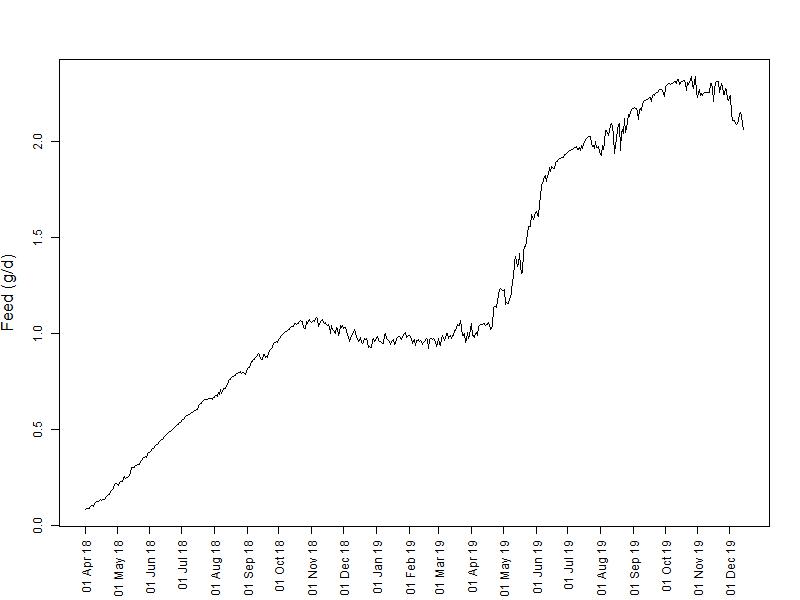 Feed (g/d)
2.0
1.5
1.0
0.5
0.0
01 Apr 18
01 May 18
01 Jun 18
01 Jul 18
01 Aug 18
01 Sep 18
01 Oct 18
01 Nov 18
01 Dec 18
01 Jan 19
01 Feb 19
01 Mar 19
01 Apr 19
01 May 19
01 Jun 19
01 Jul 19
01 Aug 19
01 Sep 19
01 Oct 19
01 Nov 19
01 Dec 19